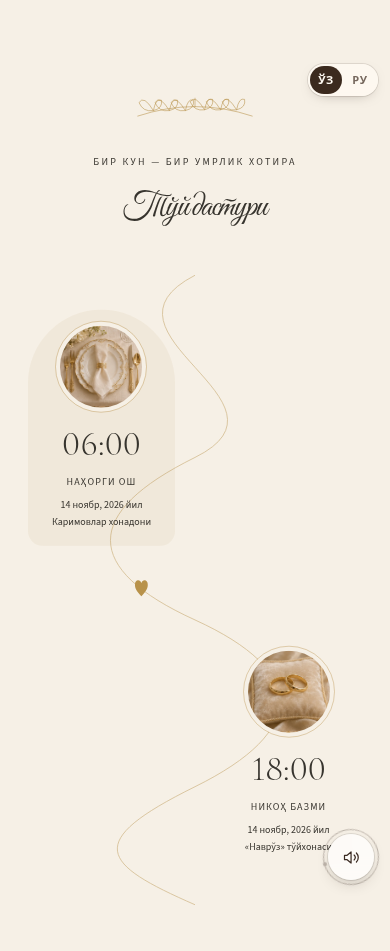 ЎЗ РУ
БИР КУН — БИР УМРЛИК ХОТИРА
Тўй дастури
06:00
НАҲОРГИ ОШ
14 ноябр, 2026 йил
Каримовлар хонадони
18:00
НИКОҲ БАЗМИ
14 ноябр, 2026 йил
«Наврўз» тўйхонаси